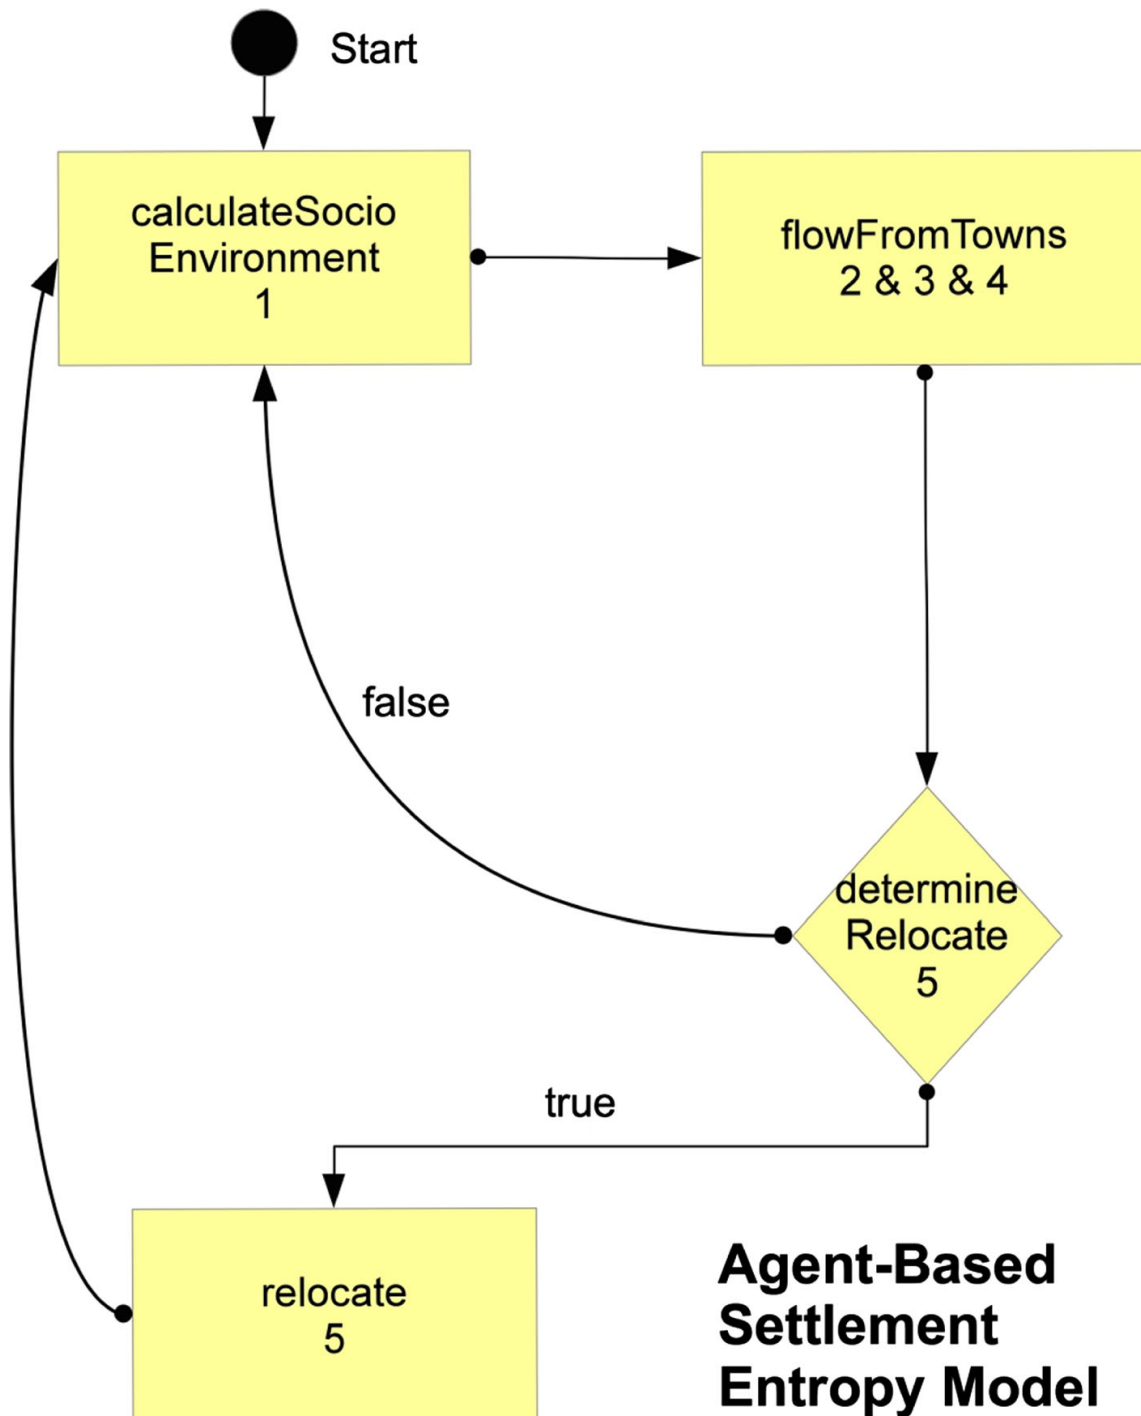 Start
calculateSocio
Environment
1
flowFromTowns
2 & 3 & 4
false
determine
Relocate
5
true
relocate
5
Agent-Based
Settlement
Entropy Model